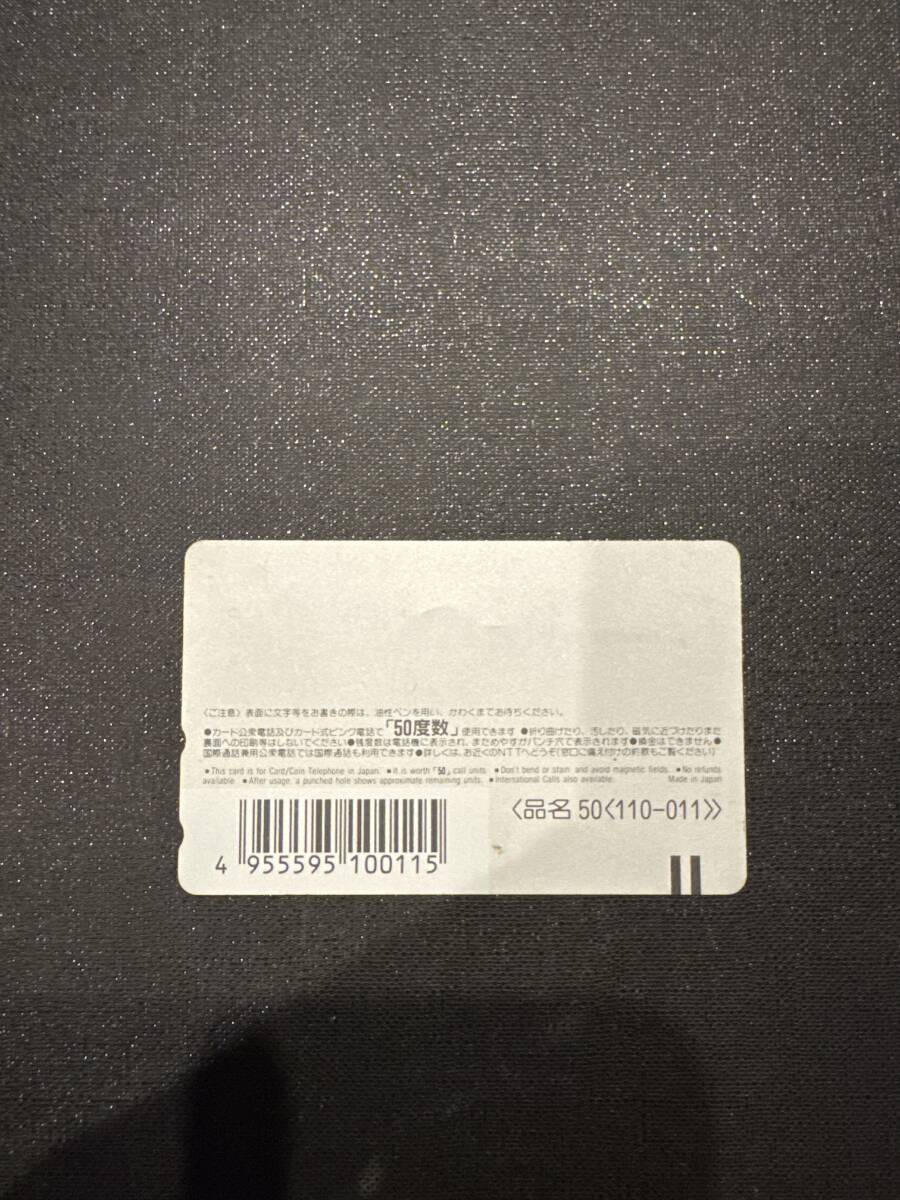 〈ご注意〉表面に文字等をお書きの際は、油性ペンを用い、かわくまでお待ちください。
●カード公衆電話及びカード式ピンク電話で「50度数」使用できます ●折り曲げたり、汚したり、磁気に近づけたりまた
裏面への印刷等はしないでください●残度数は電話機に表示され、まためやすがパンチ穴で表示されます ●換金はできません●
国際通話兼用公衆電話では国際通話も利用できます ●詳しくは、お近くのNTTへどうぞ(窓口に備え付けの約款もご覧ください)
●This card is for Card/Coin Telephone in Japan. ●It is worth「50」call units. ●Don't bend or stain and avoid magnetic fields. ●No refunds
available. ●After usage, a punched hole shows approximate remaining units. ●International Calls also available. Made in Japan
〈品名 50〈110-011〉〉
4 955595 100115